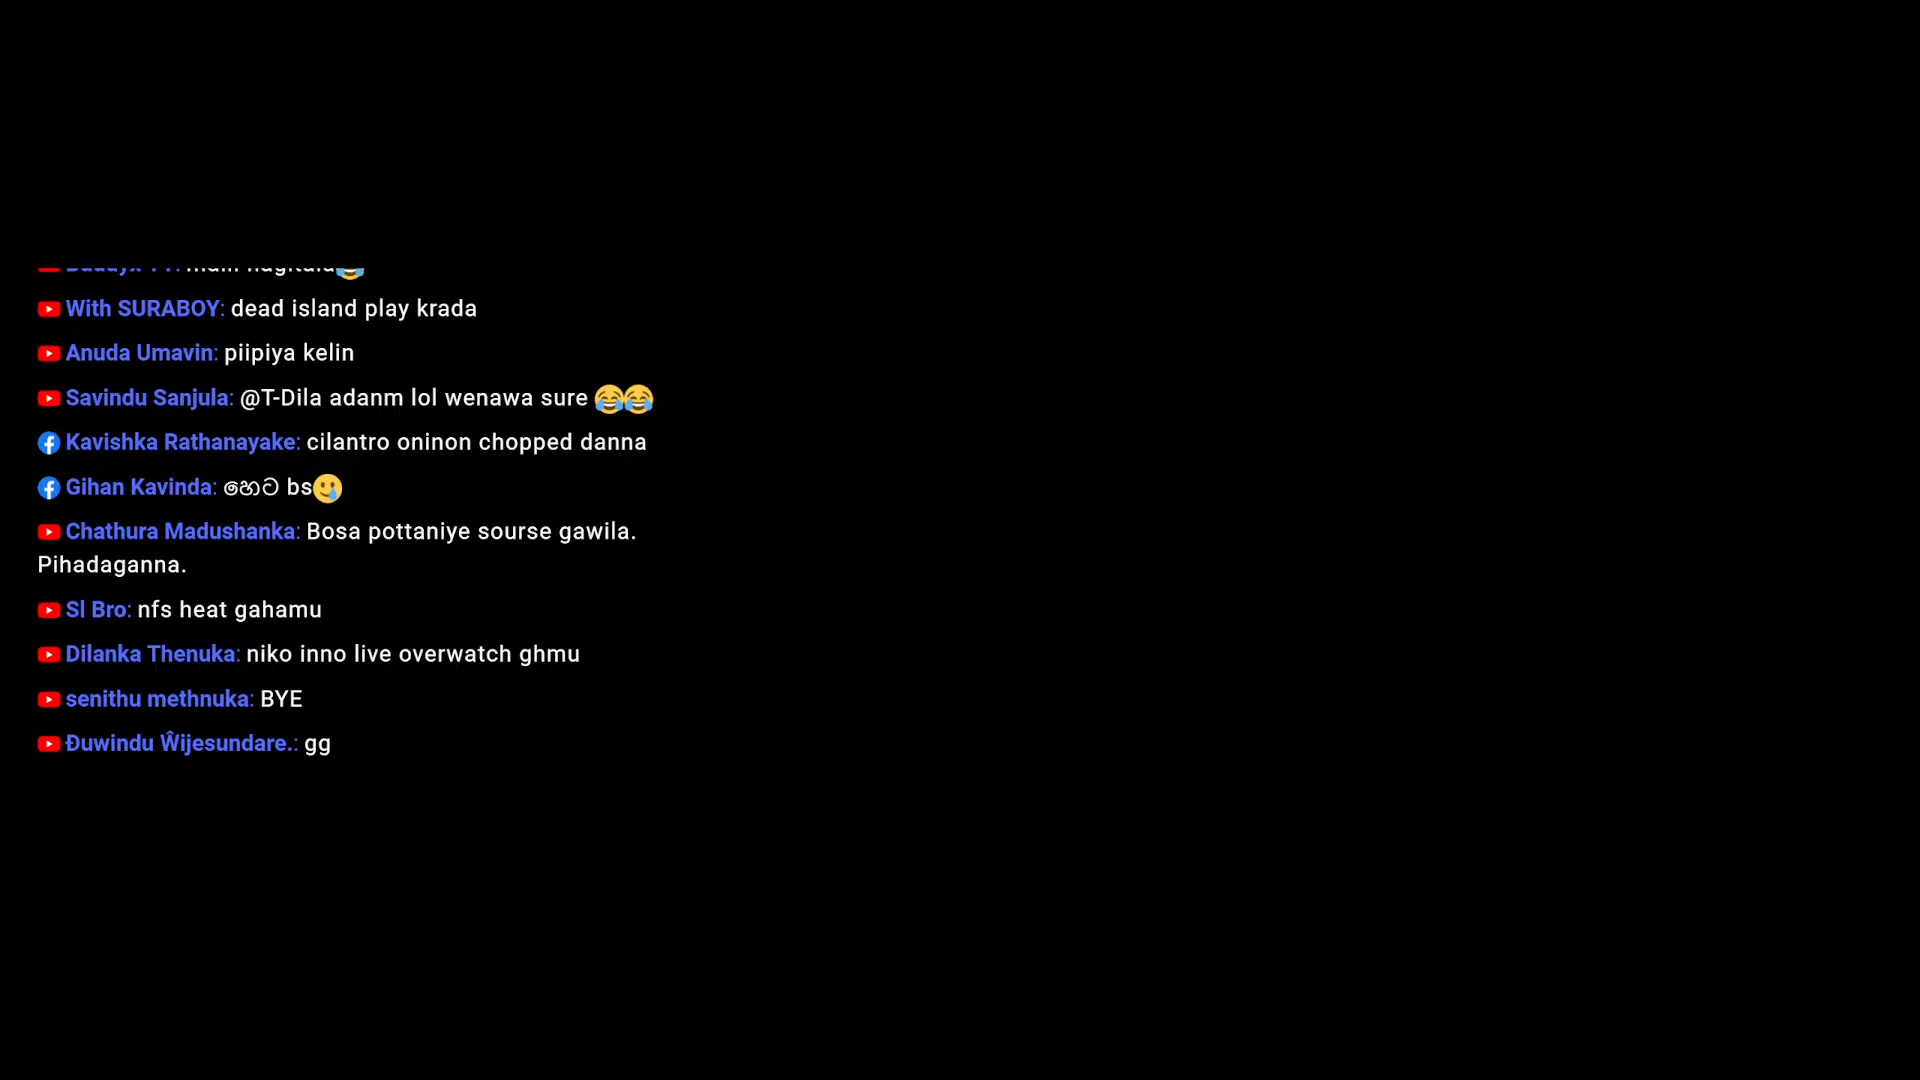 With SURABOY: dead island play krada
Anuda Umavin: piipiya kelin
Savindu Sanjula: @T-Dila adanm lol wenawa sure 😂😂
Kavishka Rathanayake: cilantro oninon chopped danna
Gihan Kavinda: හෙට bs🥲
Chathura Madushanka: Bosa pottaniye sourse gawila.
Pihadaganna.
Sl Bro: nfs heat gahamu
Dilanka Thenuka: niko inno live overwatch ghmu
senithu methnuka: BYE
Đuwindu Ŵijesundare.: gg